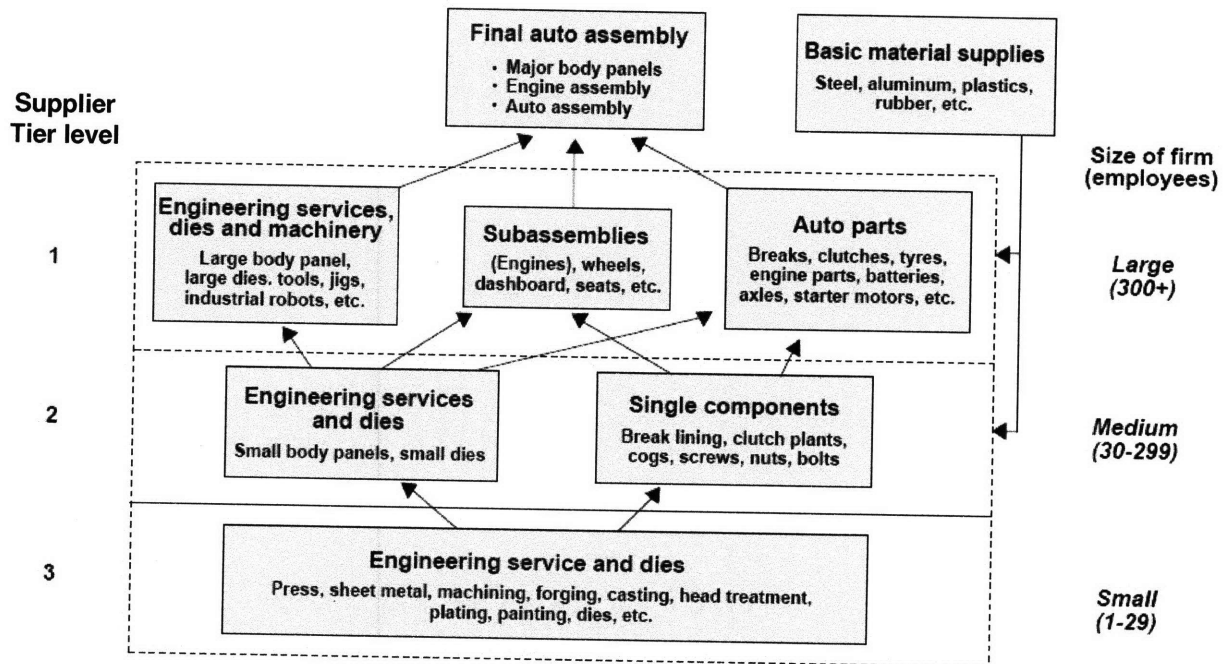 Final auto assembly
• Major body panels
• Engine assembly
• Auto assembly
Basic material supplies
Steel, aluminum, plastics,
rubber, etc.
Supplier
Tier level
Size of firm
(employees)
1
Engineering services,
dies and machinery
Large body panel,
large dies. tools, jigs,
industrial robots, etc.
Subassemblies
(Engines), wheels,
dashboard, seats, etc.
Auto parts
Breaks, clutches, tyres,
engine parts, batteries,
axles, starter motors, etc.
Large
(300+)
2
Engineering services
and dies
Small body panels, small dies
Single components
Break lining, clutch plants,
cogs, screws, nuts, bolts
Medium
(30-299)
3
Engineering service and dies
Press, sheet metal, machining, forging, casting, head treatment,
plating, painting, dies, etc.
Small
(1-29)